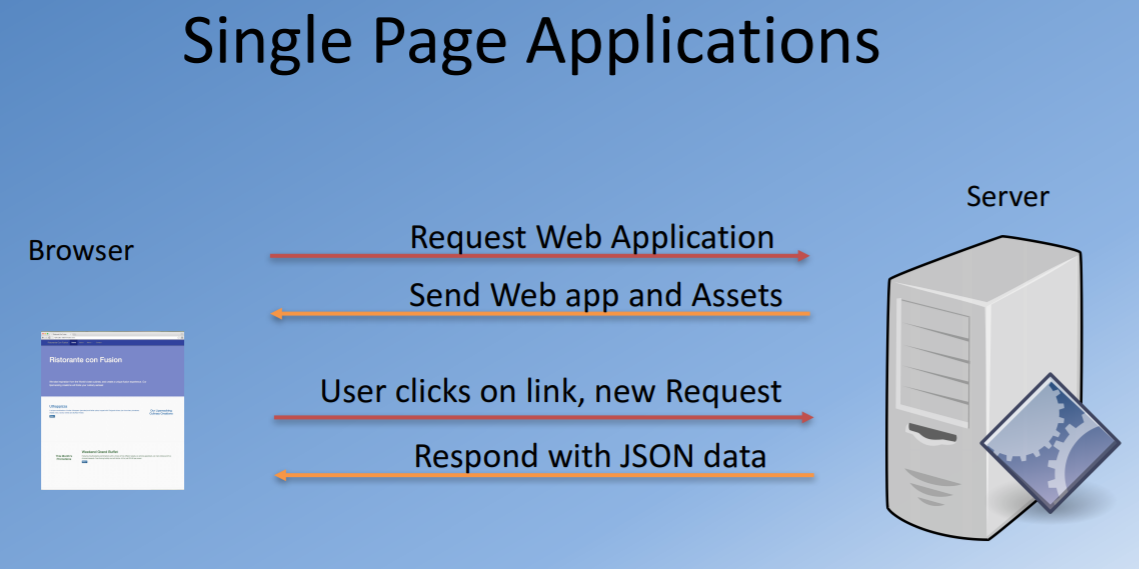 Single Page Applications
Server
Browser
Request Web Application
Send Web app and Assets
User clicks on link, new Request
Respond with JSON data
Ristorante con Fusion